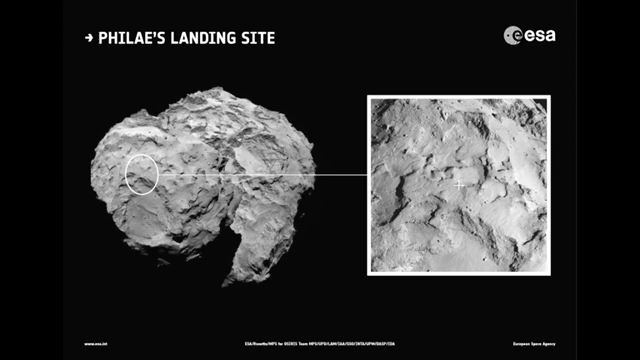 → PHILAE'S LANDING SITE
esa
www.esa.int
ESA/Rosetta/MPS for OSIRIS Team MPS/UPD/LAM/IAA/SSO/INTA/UPM/DASP/IDA
European Space Agency